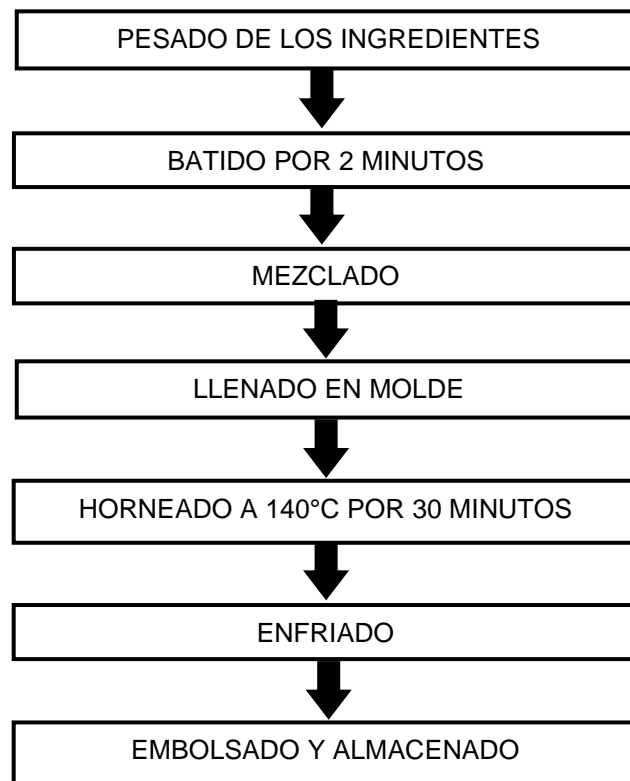 PESADO DE LOS INGREDIENTES
BATIDO POR 2 MINUTOS
MEZCLADO
LLENADO EN MOLDE
HORNEADO A 140°C POR 30 MINUTOS
ENFRIADO
EMBOLSADO Y ALMACENADO